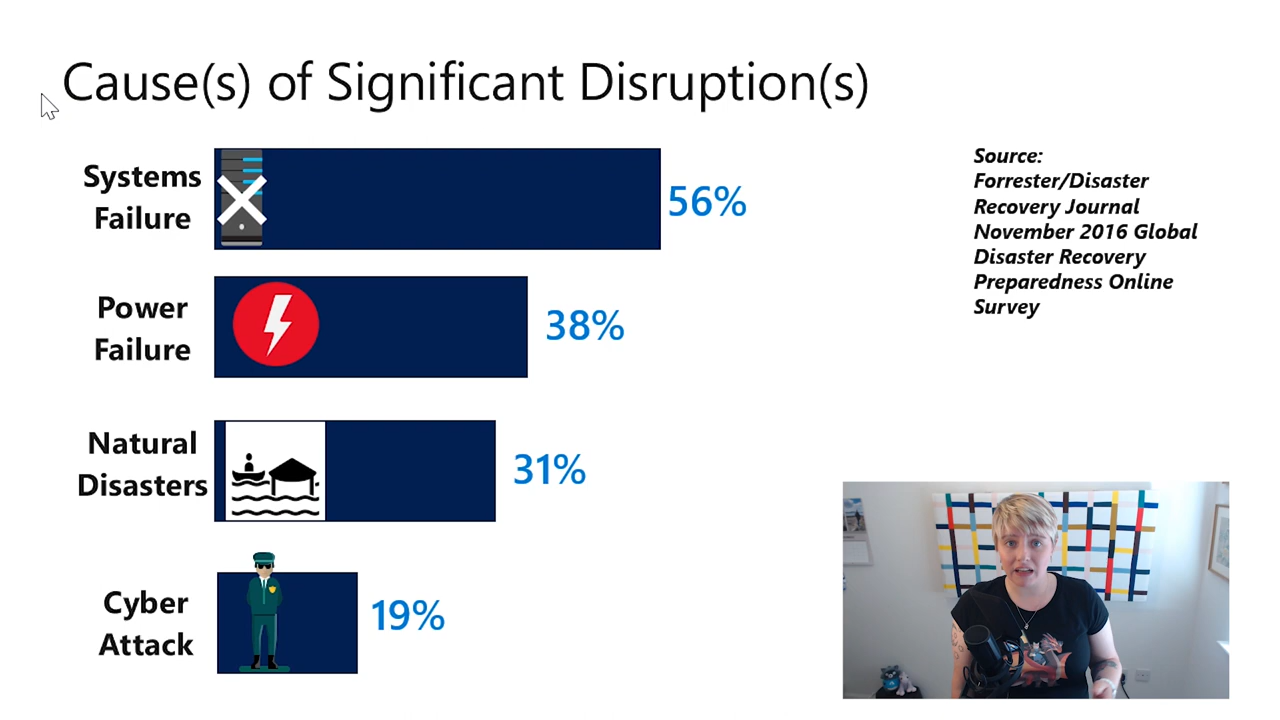 Cause(s) of Significant Disruption(s)
Systems
Failure
56%
Power
Failure
38%
Natural
Disasters
31%
Cyber
Attack
19%
Source:
Forrester/Disaster
Recovery Journal
November 2016 Global
Disaster Recovery
Preparedness Online
Survey